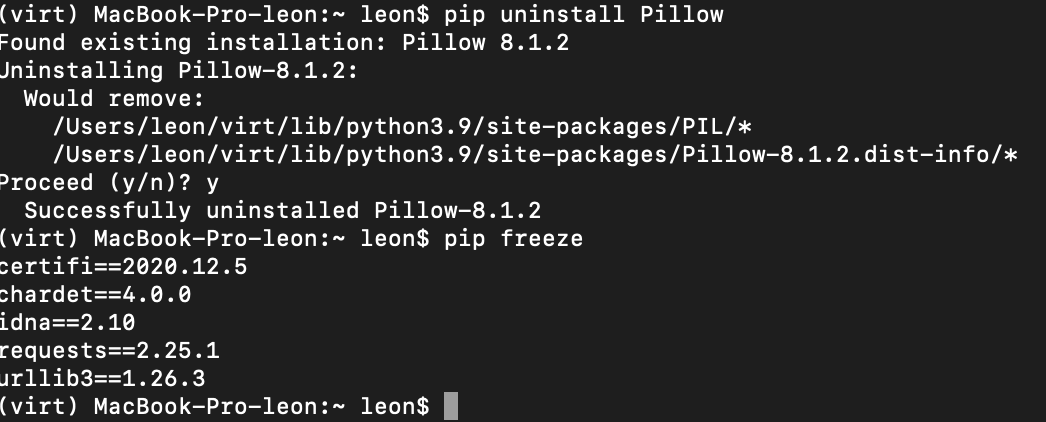 (virt) MacBook-Pro-leon:~ leon$ pip uninstall Pillow
Found existing installation: Pillow 8.1.2
Uninstalling Pillow-8.1.2:
  Would remove:
    /Users/leon/virt/lib/python3.9/site-packages/PIL/*
    /Users/leon/virt/lib/python3.9/site-packages/Pillow-8.1.2.dist-info/*
Proceed (y/n)? y
  Successfully uninstalled Pillow-8.1.2
(virt) MacBook-Pro-leon:~ leon$ pip freeze
certifi==2020.12.5
chardet==4.0.0
idna==2.10
requests==2.25.1
urllib3==1.26.3
(virt) MacBook-Pro-leon:~ leon$